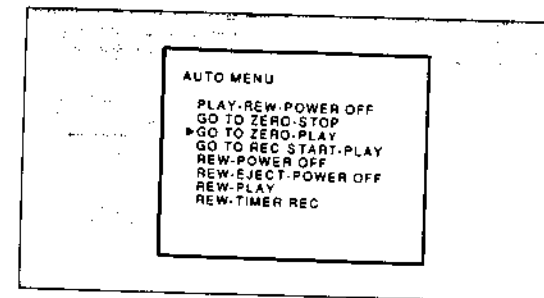 AUTO MENU
PLAY-REW-POWER OFF
GO TO ZERO-STOP
▶GO TO ZERO-PLAY
GO TO REC START-PLAY
REW-POWER OFF
REW-EJECT-POWER OFF
REW-PLAY
REW-TIMER REC